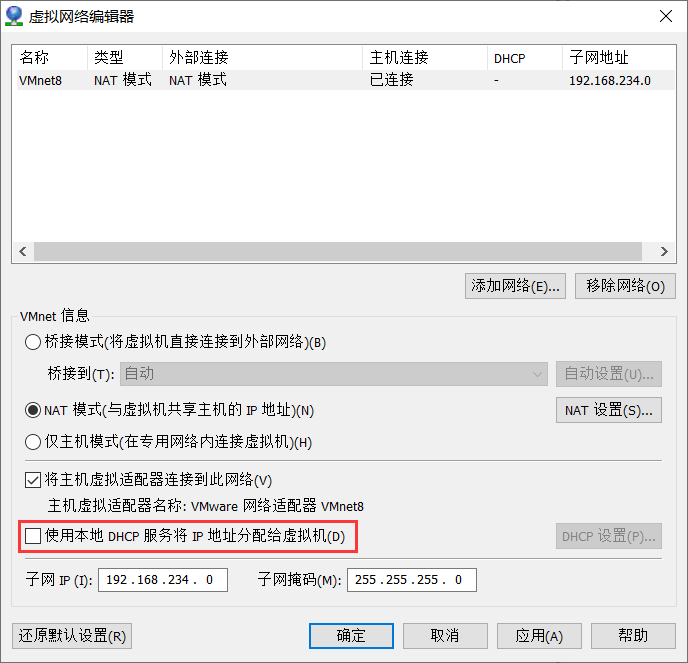 虚拟网络编辑器
名称 类型 外部连接 主机连接 DHCP 子网地址
VMnet8 NAT 模式 NAT 模式 已连接 - 192.168.234.0
添加网络(E)... 移除网络(O)
VMnet 信息
桥接模式(将虚拟机直接连接到外部网络)(B)
桥接到(T): 自动 自动设置(U)...
NAT 模式(与虚拟机共享主机的 IP 地址)(N) NAT 设置(S)...
仅主机模式(在专用网络内连接虚拟机)(H)
将主机虚拟适配器连接到此网络(V)
主机虚拟适配器名称: VMware 网络适配器 VMnet8
使用本地 DHCP 服务将 IP 地址分配给虚拟机(D) DHCP 设置(P)...
子网 IP (I): 192.168.234. 0 子网掩码(M): 255.255.255. 0
还原默认设置(R) 确定 取消 应用(A) 帮助